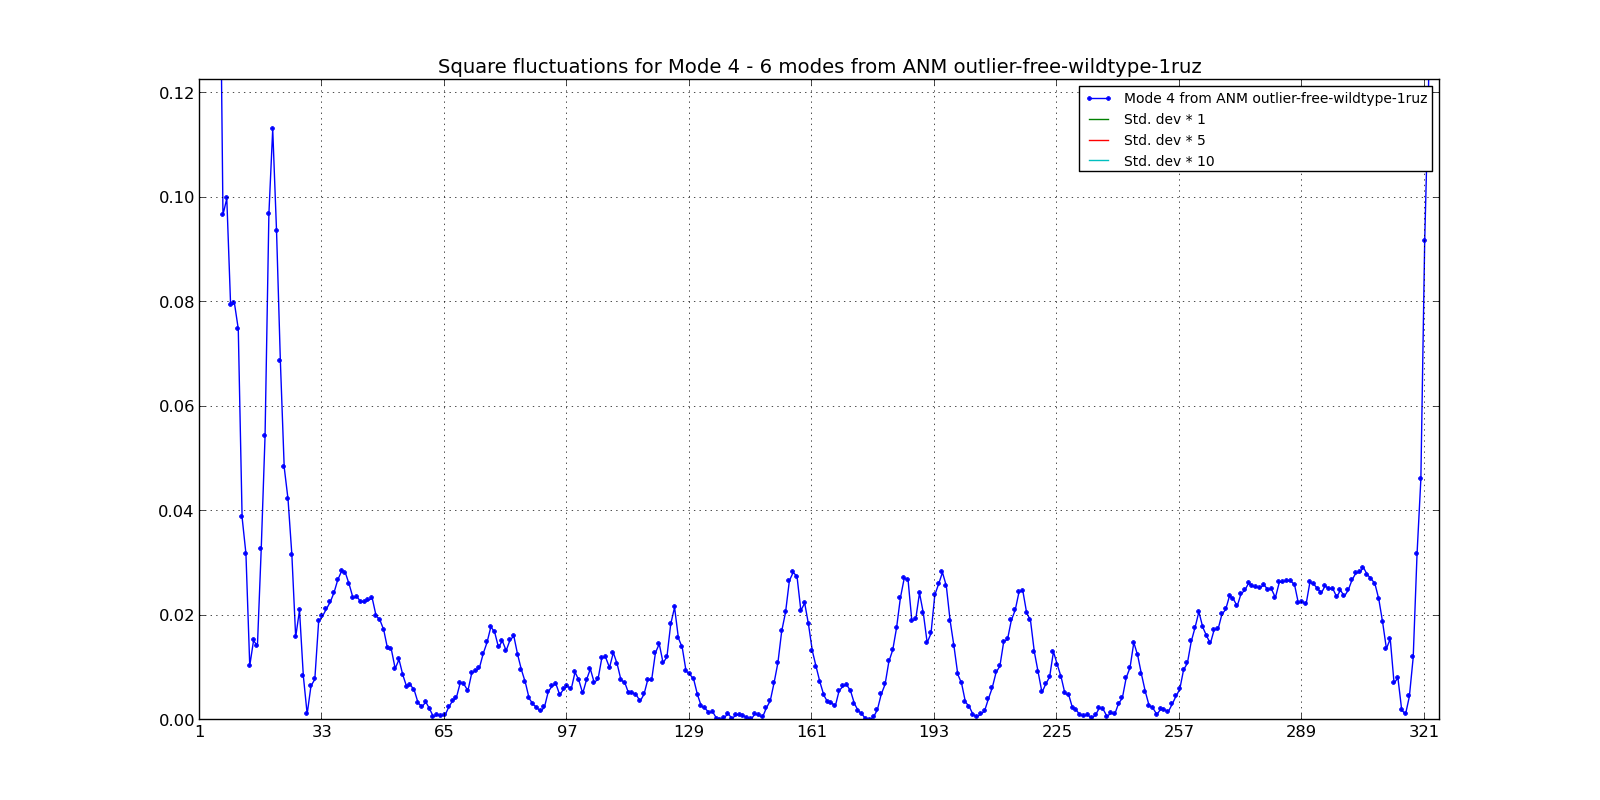 Square fluctuations for Mode 4 - 6 modes from ANM outlier-free-wildtype-1ruz
Mode 4 from ANM outlier-free-wildtype-1ruz
Std. dev * 1
Std. dev * 5
Std. dev * 10
0.12
0.10
0.08
0.06
0.04
0.02
0.00
1 33 65 97 129 161 193 225 257 289 321